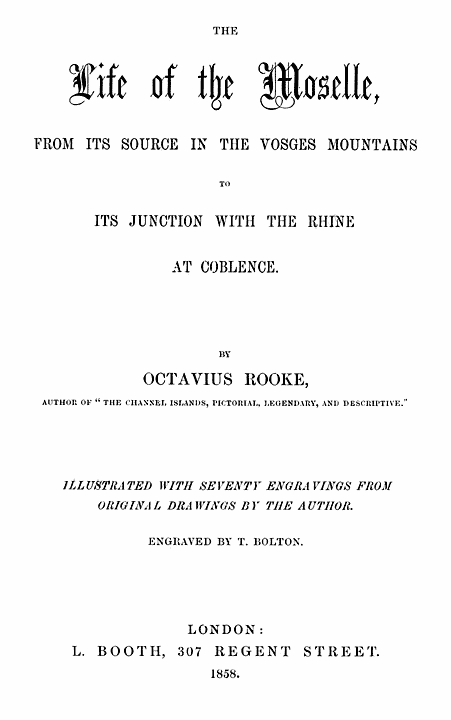 THE
Life of the Moselle,
FROM ITS SOURCE IN THE VOSGES MOUNTAINS
TO
ITS JUNCTION WITH THE RHINE
AT COBLENCE.
BY
OCTAVIUS ROOKE,
AUTHOR OF "THE CHANNEL ISLANDS, PICTORIAL, LEGENDARY, AND DESCRIPTIVE."
ILLUSTRATED WITH SEVENTY ENGRAVINGS FROM
ORIGINAL DRAWINGS BY THE AUTHOR.
ENGRAVED BY T. BOLTON.
LONDON:
L. BOOTH, 307 REGENT STREET.
1858.